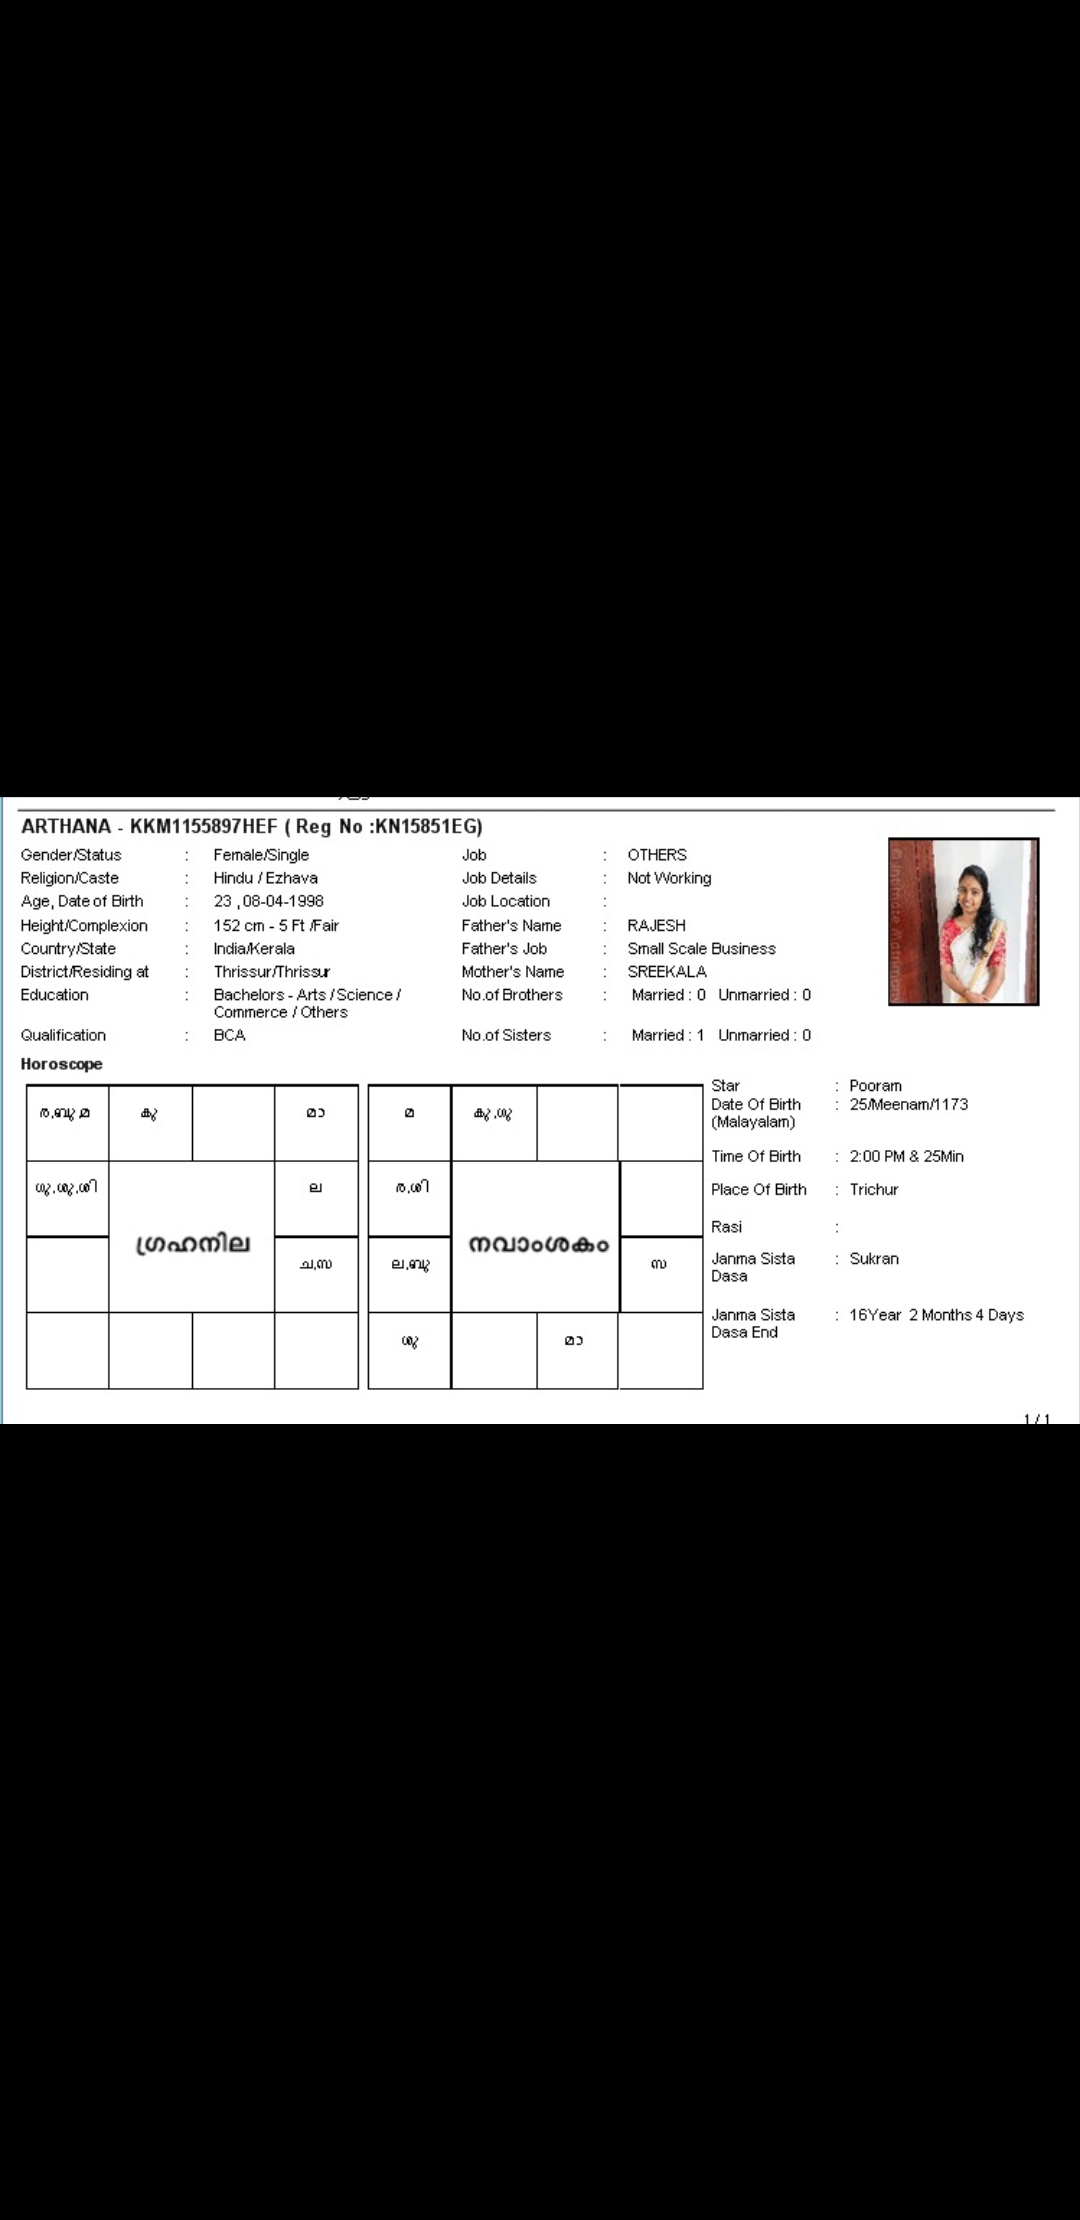 ARTHANA - KKM1155897HEF ( Reg No :KN15851EG)
Gender/Status : Female/Single Job : OTHERS
Religion/Caste : Hindu / Ezhava Job Details : Not Working
Age, Date of Birth : 23 ,08-04-1998 Job Location :
Height/Complexion : 152 cm - 5 Ft /Fair Father's Name : RAJESH
Country/State : India/Kerala Father's Job : Small Scale Business
District/Residing at : Thrissur/Thrissur Mother's Name : SREEKALA
Education : Bachelors - Arts / Science / No.of Brothers : Married : 0 Unmarried : 0
Commerce / Others
Qualification : BCA No.of Sisters : Married : 1 Unmarried : 0
Horoscope
Star : Pooram
Date Of Birth : 25/Meenam/1173
(Malayalam)
ര,ബു,മ കു മാ മ കു,ഗു
Time Of Birth : 2:00 PM & 25Min
ഗു,ശു,ശി ല ര,ശി
Place Of Birth : Trichur
Rasi :
ഗ്രഹനില നവാംശകം
ച,സ ല,ബു സ
Janma Sista : Sukran
Dasa
Janma Sista : 16Year 2 Months 4 Days
Dasa End
ശു മാ
1 / 1